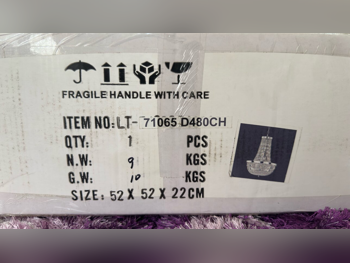 FRAGILE HANDLE WITH CARE
ITEM NO: LT- 71065 D480CH
QTY: 1 PCS
N.W: 9 KGS
G.W: 10 KGS
SIZE: 52 X 52 X 22CM